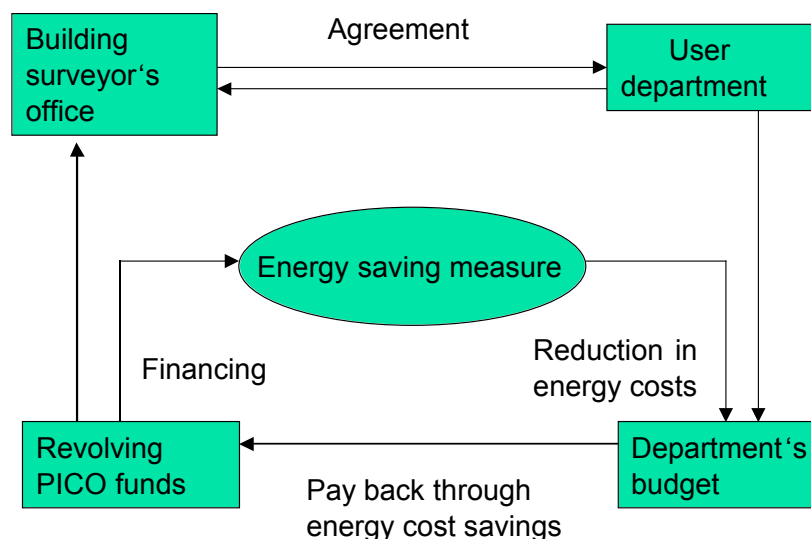 Building
surveyor‘s
office
Agreement
User
department
Energy saving measure
Financing
Reduction in
energy costs
Revolving
PICO funds
Pay back through
energy cost savings
Department‘s
budget